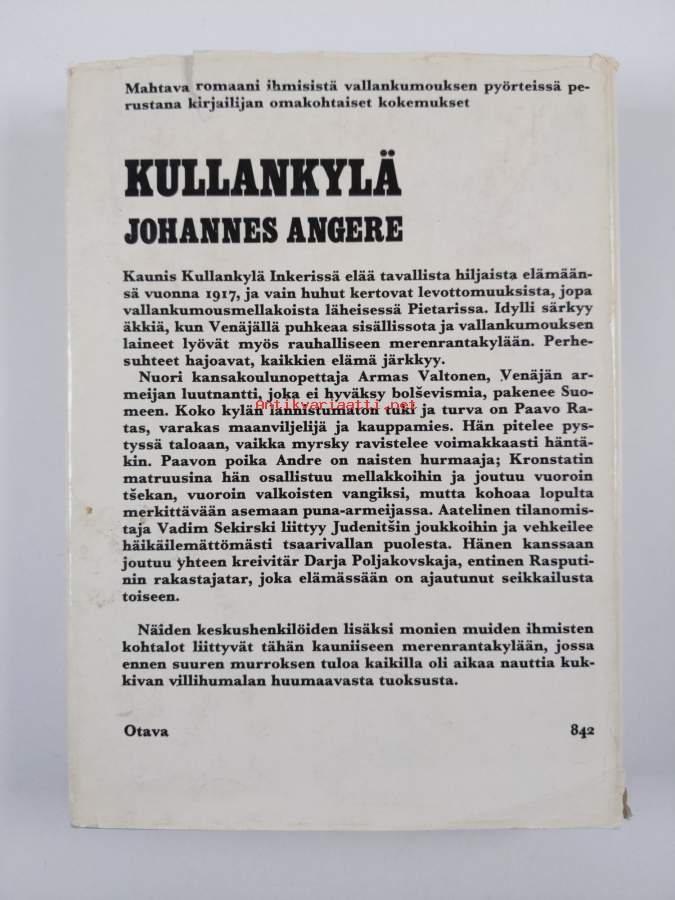 Mahtava romaani ihmisistä vallankumouksen pyörteissä pe-
rustana kirjailijan omakohtaiset kokemukset
KULLANKYLÄ
JOHANNES ANGERE
Kaunis Kullankylä Inkerissä elää tavallista hiljaista elämään-
sä vuonna 1917, ja vain huhut kertovat levottomuuksista, jopa
vallankumousmellakoista läheisessä Pietarissa. Idylli särkyy
äkkiä, kun Venäjällä puhkeaa sisällissota ja vallankumouksen
laineet lyövät myös rauhalliseen merenrantakylään. Perhe-
suhteet hajoavat, kaikkien elämä järkkyy.
Nuori kansakoulunopettaja Armas Valtonen, Venäjän ar-
meijan luutnantti, joka ei hyväksy bolševismia, pakenee Suo-
meen. Koko kylän lannistumaton tuki ja turva on Paavo Ra-
Antikvariaatti.net
tas, varakas maanviljelijä ja kauppamies. Hän pitelee pys-
tyssä taloaan, vaikka myrsky ravistelee voimakkaasti häntä-
kin. Paavon poika Andre on naisten hurmaaja; Kronstatin
matruusina hän osallistuu mellakkoihin ja joutuu vuoroin
tšekan, vuoroin valkoisten vangiksi, mutta kohoaa lopulta
merkittävään asemaan puna-armeijassa. Aatelinen tilanomis-
taja Vadim Sekirski liittyy Judenitšin joukkoihin ja vehkeilee
häikäilemättömästi tsaarivallan puolesta. Hänen kanssaan
joutuu yhteen kreivitär Darja Poljakovskaja, entinen Rasputi-
nin rakastajatar, joka elämässään on ajautunut seikkailusta
toiseen.
Näiden keskushenkilöiden lisäksi monien muiden ihmisten
kohtalot liittyvät tähän kauniiseen merenrantakylään, jossa
ennen suuren murroksen tuloa kaikilla oli aikaa nauttia kuk-
kivan villihumalan huumaavasta tuoksusta.
Otava 842